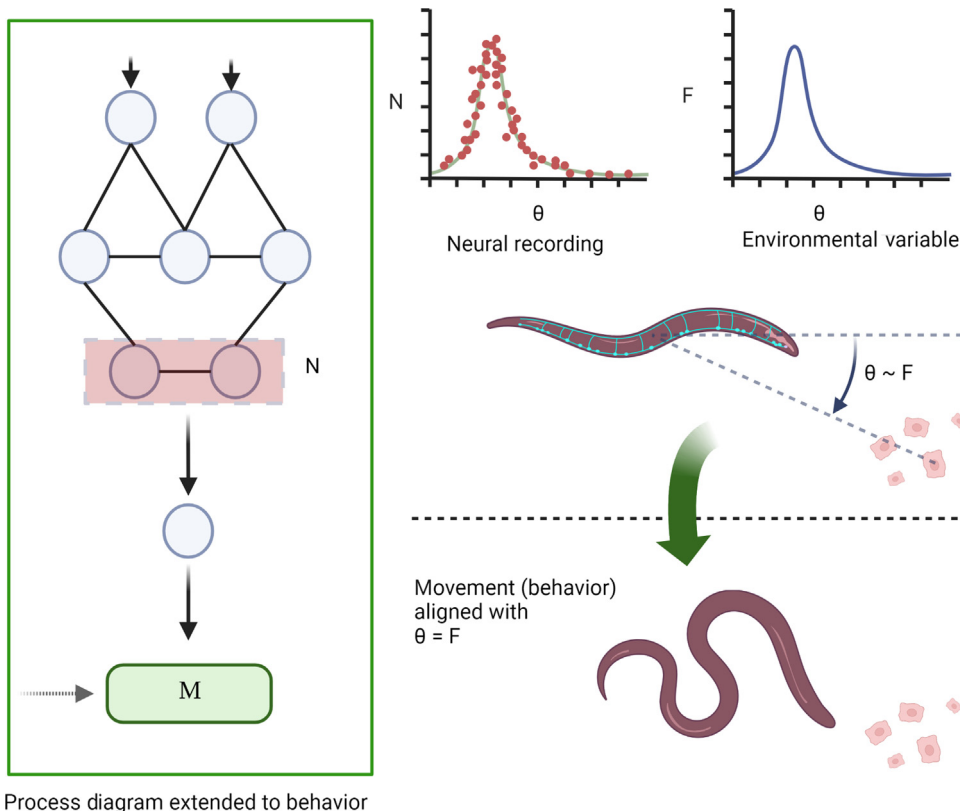 N
M
Process diagram extended to behavior
N
θ
Neural recording
F
θ
Environmental variable
θ ~ F
Movement (behavior)
aligned with
θ = F